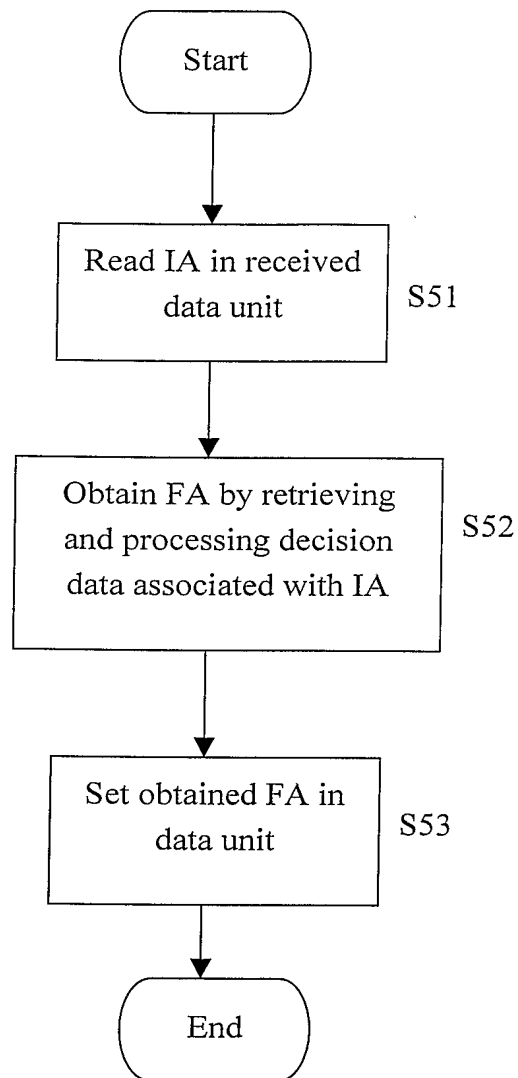 Start
Read IA in received
data unit
S51
Obtain FA by retrieving
and processing decision
data associated with IA
S52
Set obtained FA in
data unit
S53
End